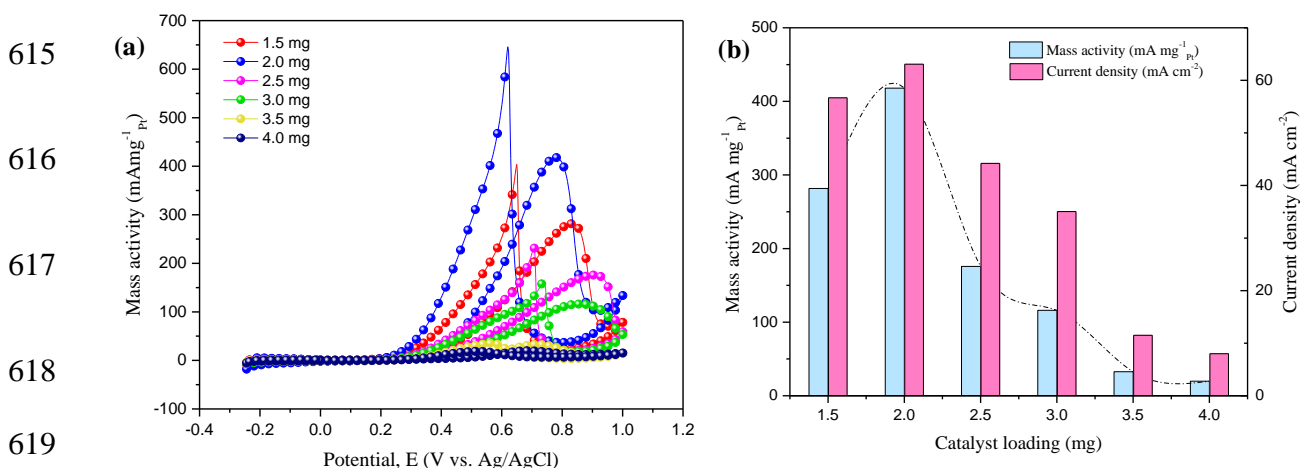 615
616
617
618
619
(a)
1.5 mg
2.0 mg
2.5 mg
3.0 mg
3.5 mg
4.0 mg
Mass activity (mAmg⁻¹Pt)
700
600
500
400
300
200
100
0
-100
-0.4 -0.2 0.0 0.2 0.4 0.6 0.8 1.0 1.2
Potential, E (V vs. Ag/AgCl)
(b)
Mass activity (mA mg⁻¹Pt)
Current density (mA cm⁻²)
Mass activity (mA mg⁻¹Pt)
500
450
400
350
300
250
200
150
100
50
0
1.5 2.0 2.5 3.0 3.5 4.0
Catalyst loading (mg)
60
40
20
0
Current density (mA cm⁻²)